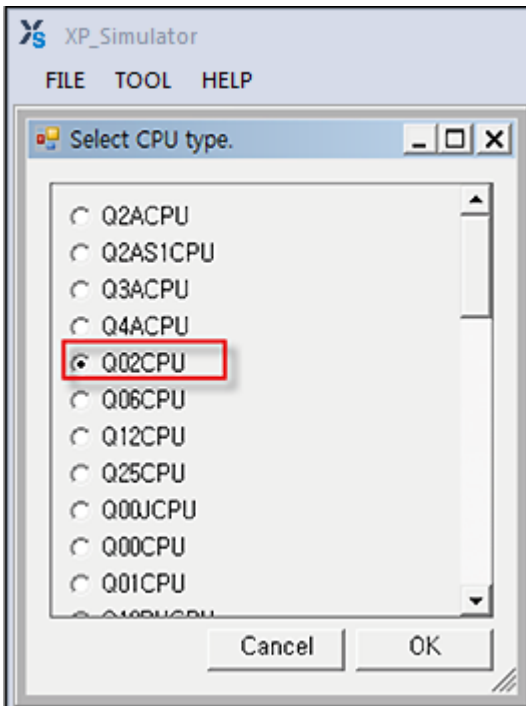 XP_Simulator
FILE TOOL HELP
Select CPU type.
Q2ACPU
Q2AS1CPU
Q3ACPU
Q4ACPU
Q02CPU
Q06CPU
Q12CPU
Q25CPU
Q00JCPU
Q00CPU
Q01CPU
Cancel OK